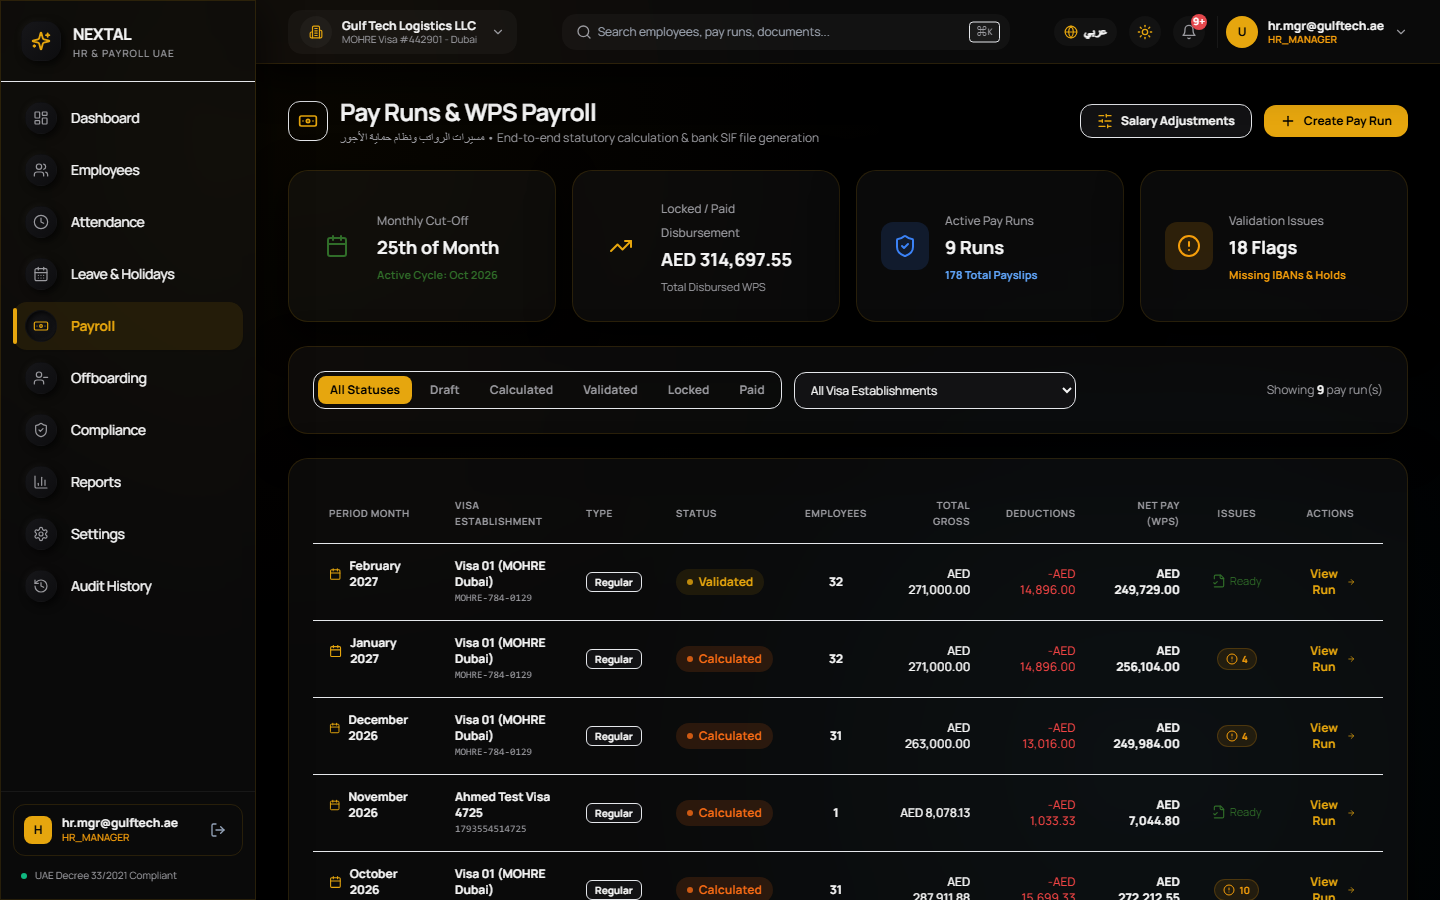 NEXTAL
HR & PAYROLL UAE
Dashboard
Employees
Attendance
Leave & Holidays
Payroll
Offboarding
Compliance
Reports
Settings
Audit History
H
hr.mgr@gulftech.ae
HR_MANAGER
UAE Decree 33/2021 Compliant
Gulf Tech Logistics LLC
MOHRE Visa #442901 - Dubai
Search employees, pay runs, documents...
⌘K
عربي
9+
U
hr.mgr@gulftech.ae
HR_MANAGER
Pay Runs & WPS Payroll
مسيرات الرواتب ونظام حماية الأجور • End-to-end statutory calculation & bank SIF file generation
Salary Adjustments
Create Pay Run
Monthly Cut-Off
25th of Month
Active Cycle: Oct 2026
Locked / Paid
Disbursement
AED 314,697.55
Total Disbursed WPS
Active Pay Runs
9 Runs
178 Total Payslips
Validation Issues
18 Flags
Missing IBANs & Holds
All Statuses
Draft
Calculated
Validated
Locked
Paid
All Visa Establishments
Showing 9 pay run(s)
PERIOD MONTH
VISA
ESTABLISHMENT
TYPE
STATUS
EMPLOYEES
TOTAL
GROSS
DEDUCTIONS
NET PAY
(WPS)
ISSUES
ACTIONS
February
2027
Visa 01 (MOHRE
Dubai)
MOHRE-784-0129
Regular
Validated
32
AED
271,000.00
-AED
14,896.00
AED
249,729.00
Ready
View
Run →
January
2027
Visa 01 (MOHRE
Dubai)
MOHRE-784-0129
Regular
Calculated
32
AED
271,000.00
-AED
14,896.00
AED
256,104.00
4
View
Run →
December
2026
Visa 01 (MOHRE
Dubai)
MOHRE-784-0129
Regular
Calculated
31
AED
263,000.00
-AED
13,016.00
AED
249,984.00
4
View
Run →
November
2026
Ahmed Test Visa
4725
1793554514725
Regular
Calculated
1
AED 8,078.13
-AED
1,033.33
AED
7,044.80
Ready
View
Run →
October
2026
Visa 01 (MOHRE
Dubai)
Regular
Calculated
31
AED
287,911.88
-AED
15,699.33
AED
272,212.55
10
View
Run →